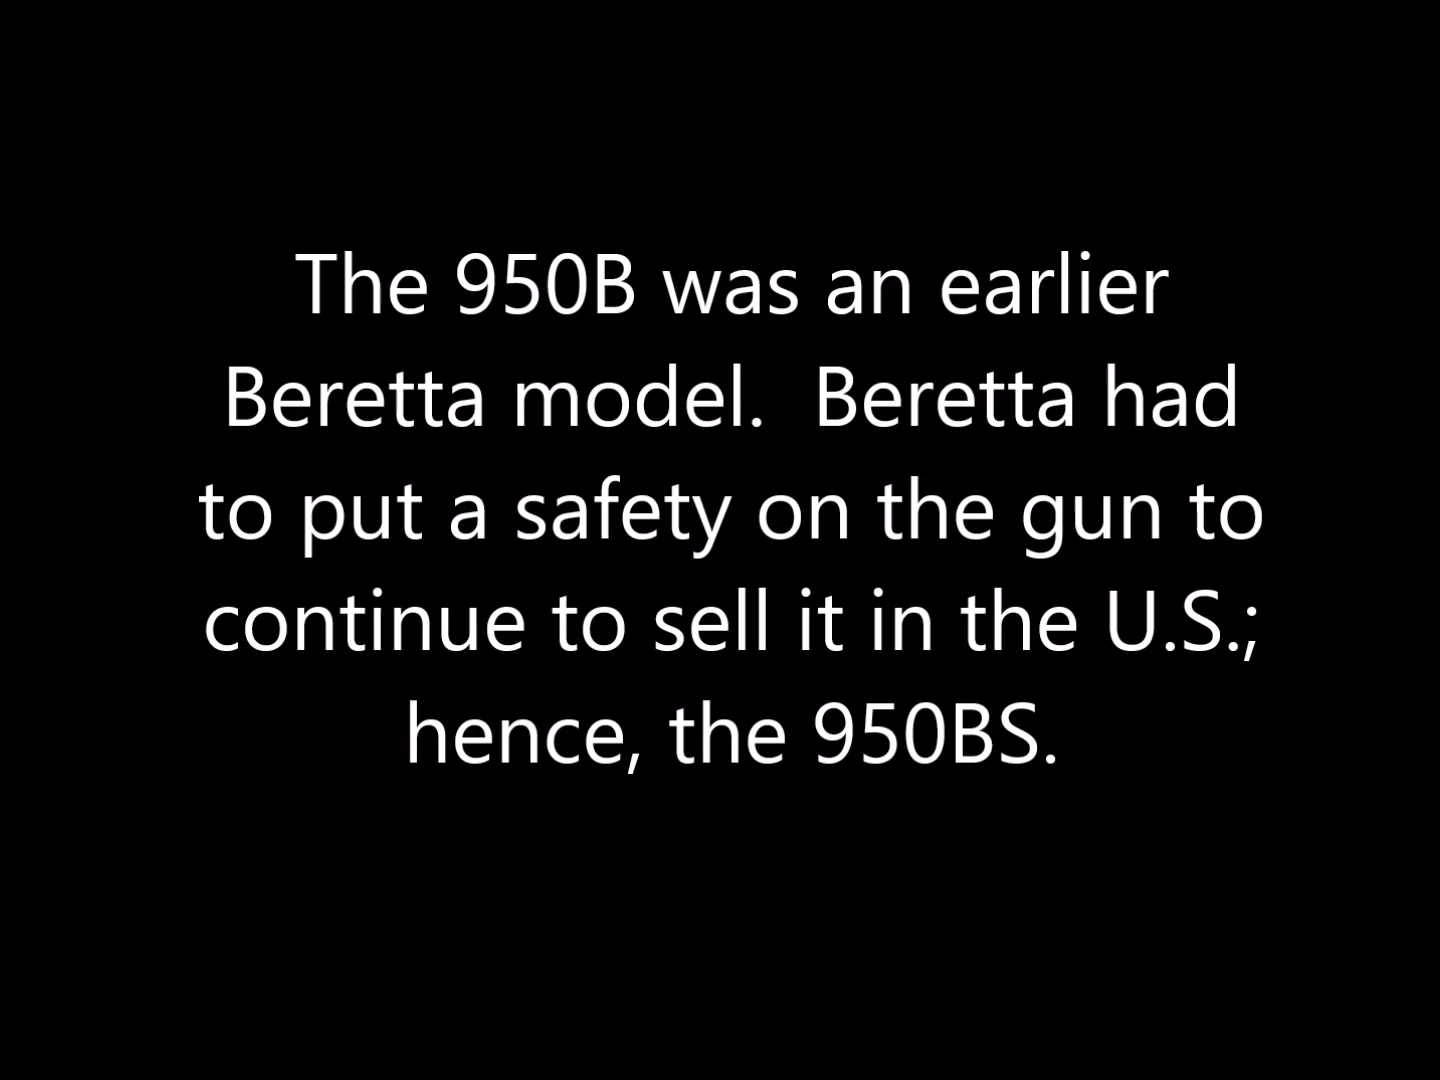 The 950B was an earlier
Beretta model.  Beretta had
to put a safety on the gun to
continue to sell it in the U.S.;
hence, the 950BS.